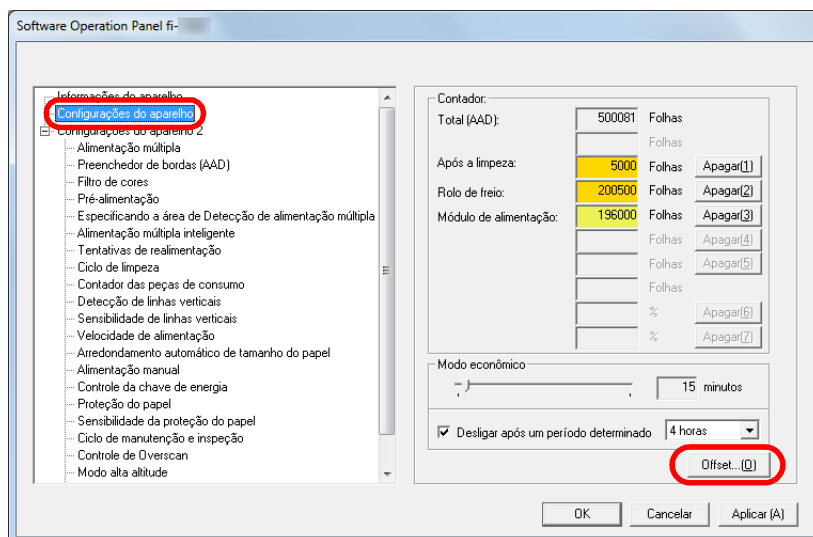 Software Operation Panel fi-
Informações do aparelho
Configurações do aparelho
Configurações do aparelho 2
Alimentação múltipla
Preenchedor de bordas (AAD)
Filtro de cores
Pré-alimentação
Especificando a área de Detecção de alimentação múltipla
Alimentação múltipla inteligente
Tentativas de realimentação
Ciclo de limpeza
Contador das peças de consumo
Detecção de linhas verticais
Sensibilidade de linhas verticais
Velocidade de alimentação
Arredondamento automático de tamanho do papel
Alimentação manual
Controle da chave de energia
Proteção do papel
Sensibilidade da proteção do papel
Ciclo de manutenção e inspeção
Controle de Overscan
Modo alta altitude
Contador:
Total (AAD): 500081 Folhas
Folhas
Após a limpeza: 5000 Folhas Apagar(1)
Rolo de freio: 200500 Folhas Apagar(2)
Módulo de alimentação: 196000 Folhas Apagar(3)
Folhas Apagar(4)
Folhas Apagar(5)
Folhas
% Apagar(6)
% Apagar(7)
Modo econômico
15 minutos
Desligar após um período determinado 4 horas
Offset...(O)
OK Cancelar Aplicar (A)